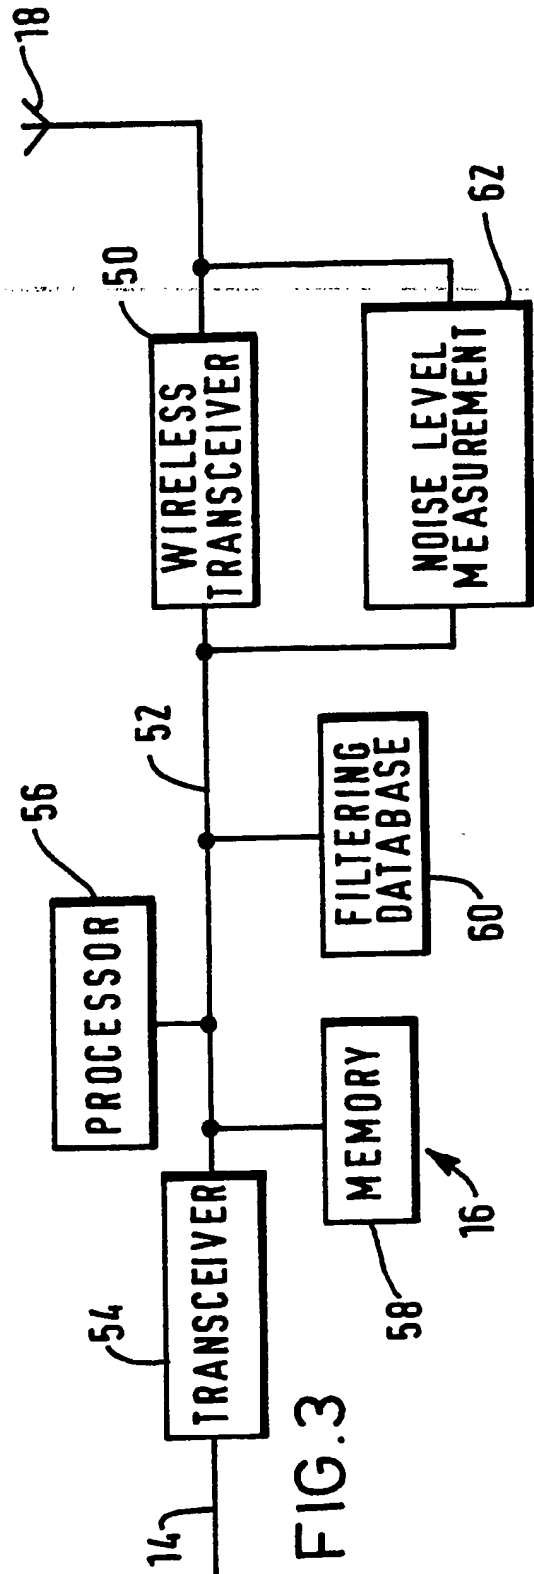 56
PROCESSOR
54
TRANSCEIVER
14
52
50
WIRELESS
TRANSCEIVER
18
58
MEMORY
16
60
FILTERING
DATABASE
62
NOISE LEVEL
MEASUREMENT
FIG.3